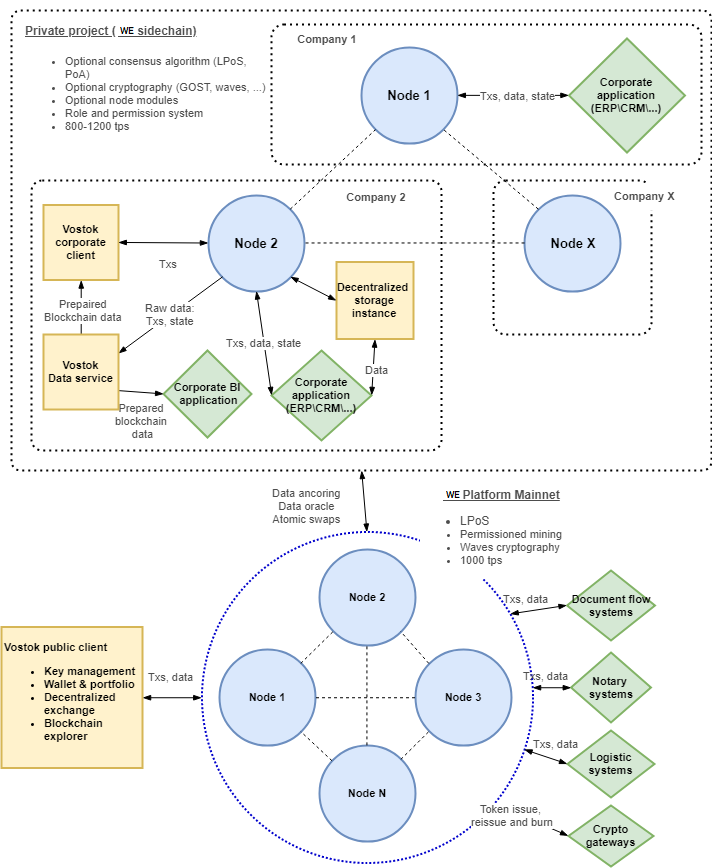 Private project ( WE sidechain)
• Optional consensus algorithm (LPoS,
PoA)
• Optional cryptography (GOST, waves, ...)
• Optional node modules
• Role and permission system
• 800-1200 tps
Company 1
Node 1
Txs, data, state
Corporate
application
(ERP\CRM\...)
Company 2
Vostok
corporate
client
Txs
Node 2
Company X
Node X
Prepaired
Blockchain data
Raw data:
Txs, state
Decentralized
storage
instance
Txs, data, state
Data
Vostok
Data service
Prepared
blockchain
data
Corporate BI
application
Corporate
application
(ERP\CRM\...)
Data ancoring
Data oracle
Atomic swaps
WE Platform Mainnet
• LPoS
• Permissioned mining
• Waves cryptography
• 1000 tps
Node 2
Node 1
Node 3
Node N
Vostok public client
• Key management
• Wallet & portfolio
• Decentralized
exchange
• Blockchain
explorer
Txs, data
Txs, data
Document flow
systems
Txs, data
Notary
systems
Txs, data
Logistic
systems
Token issue,
reissue and burn
Crypto
gateways